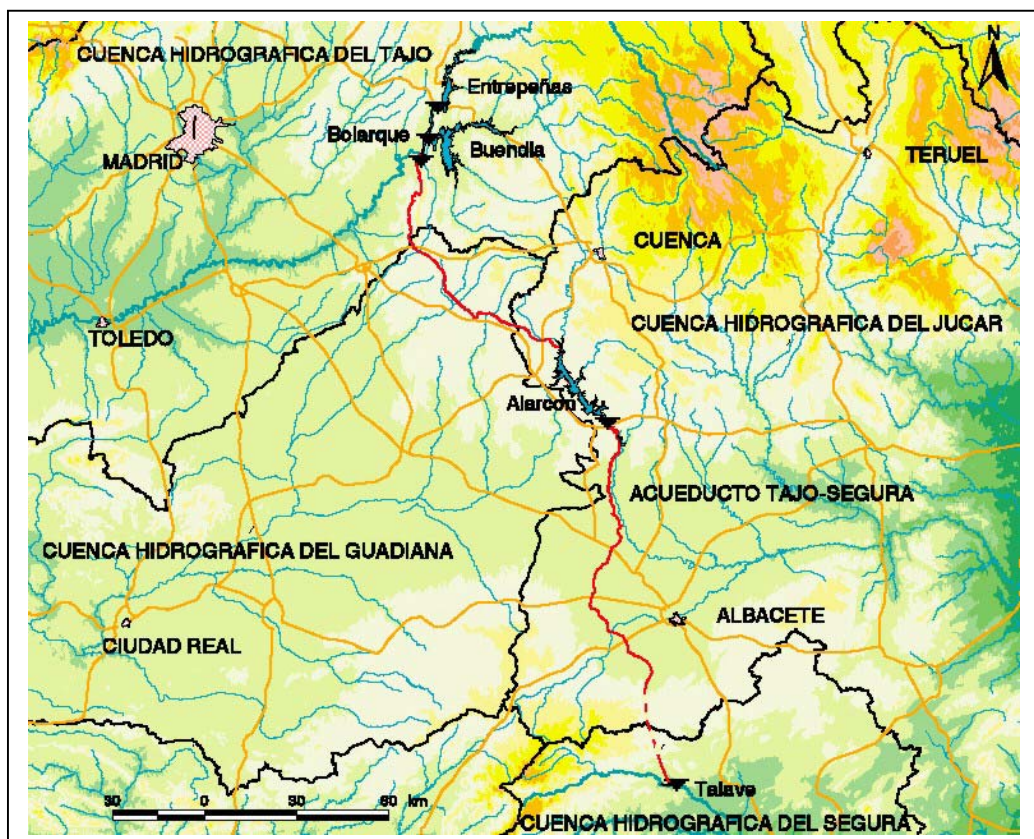 CUENCA HIDROGRAFICA DEL TAJO
N
Entrepeñas
Bolarque
Buendia
MADRID
TERUEL
CUENCA
CUENCA HIDROGRAFICA DEL JUCAR
TOLEDO
Alarcon
ACUEDUCTO TAJO-SEGURA
CUENCA HIDROGRAFICA DEL GUADIANA
ALBACETE
CIUDAD REAL
30 0 30 60 km
Talave
CUENCA HIDROGRAFICA DEL SEGURA